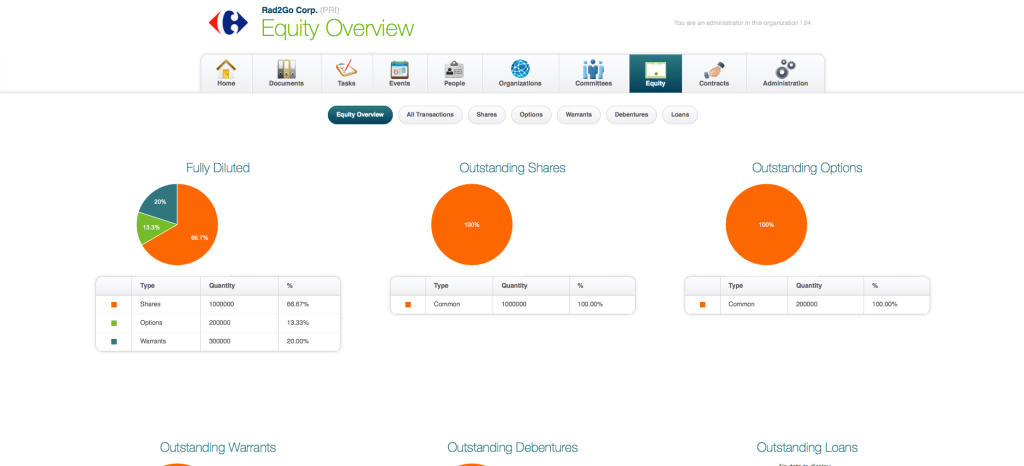 Rad2Go Corp. (PRI)
Equity Overview
You are an administrator in this organization | 24
Home Documents Tasks Events People Organizations Committees Equity Contracts Administration
Equity Overview All Transactions Shares Options Warrants Debentures Loans
Fully Diluted
20%
13.3%
66.7%
Type Quantity %
Shares 1000000 66.67%
Options 200000 13.33%
Warrants 300000 20.00%
Outstanding Shares
100%
Type Quantity %
Common 1000000 100.00%
Outstanding Options
100%
Type Quantity %
Common 200000 100.00%
Outstanding Warrants
Outstanding Debentures
Outstanding Loans
No data to display